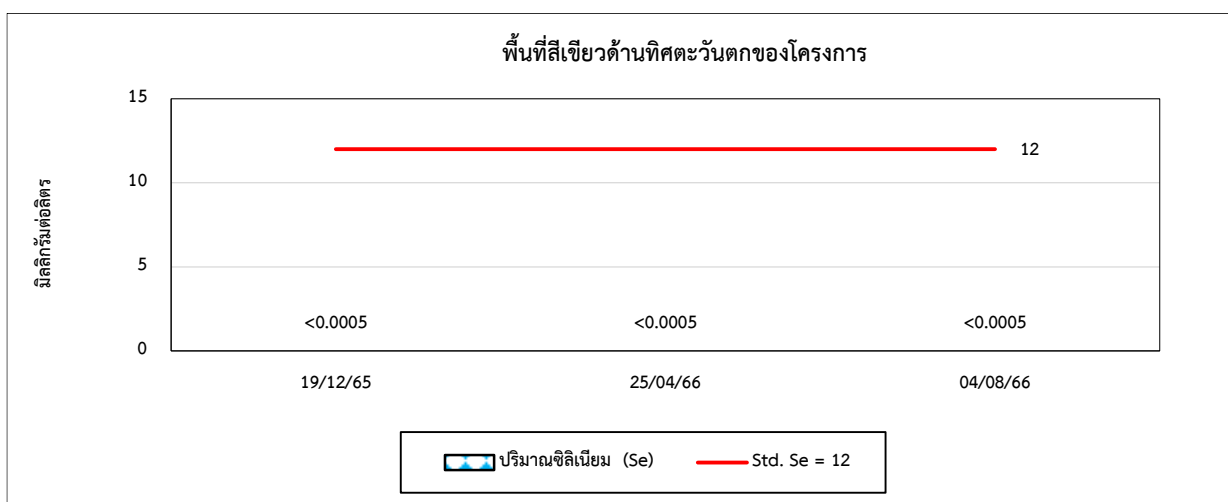 พื้นที่สีเขียวด้านทิศตะวันตกของโครงการ
มิลลิกรัมต่อลิตร
15
10
5
0
12
<0.0005 <0.0005 <0.0005
19/12/65 25/04/66 04/08/66
ปริมาณซิลิเนียม (Se) Std. Se = 12